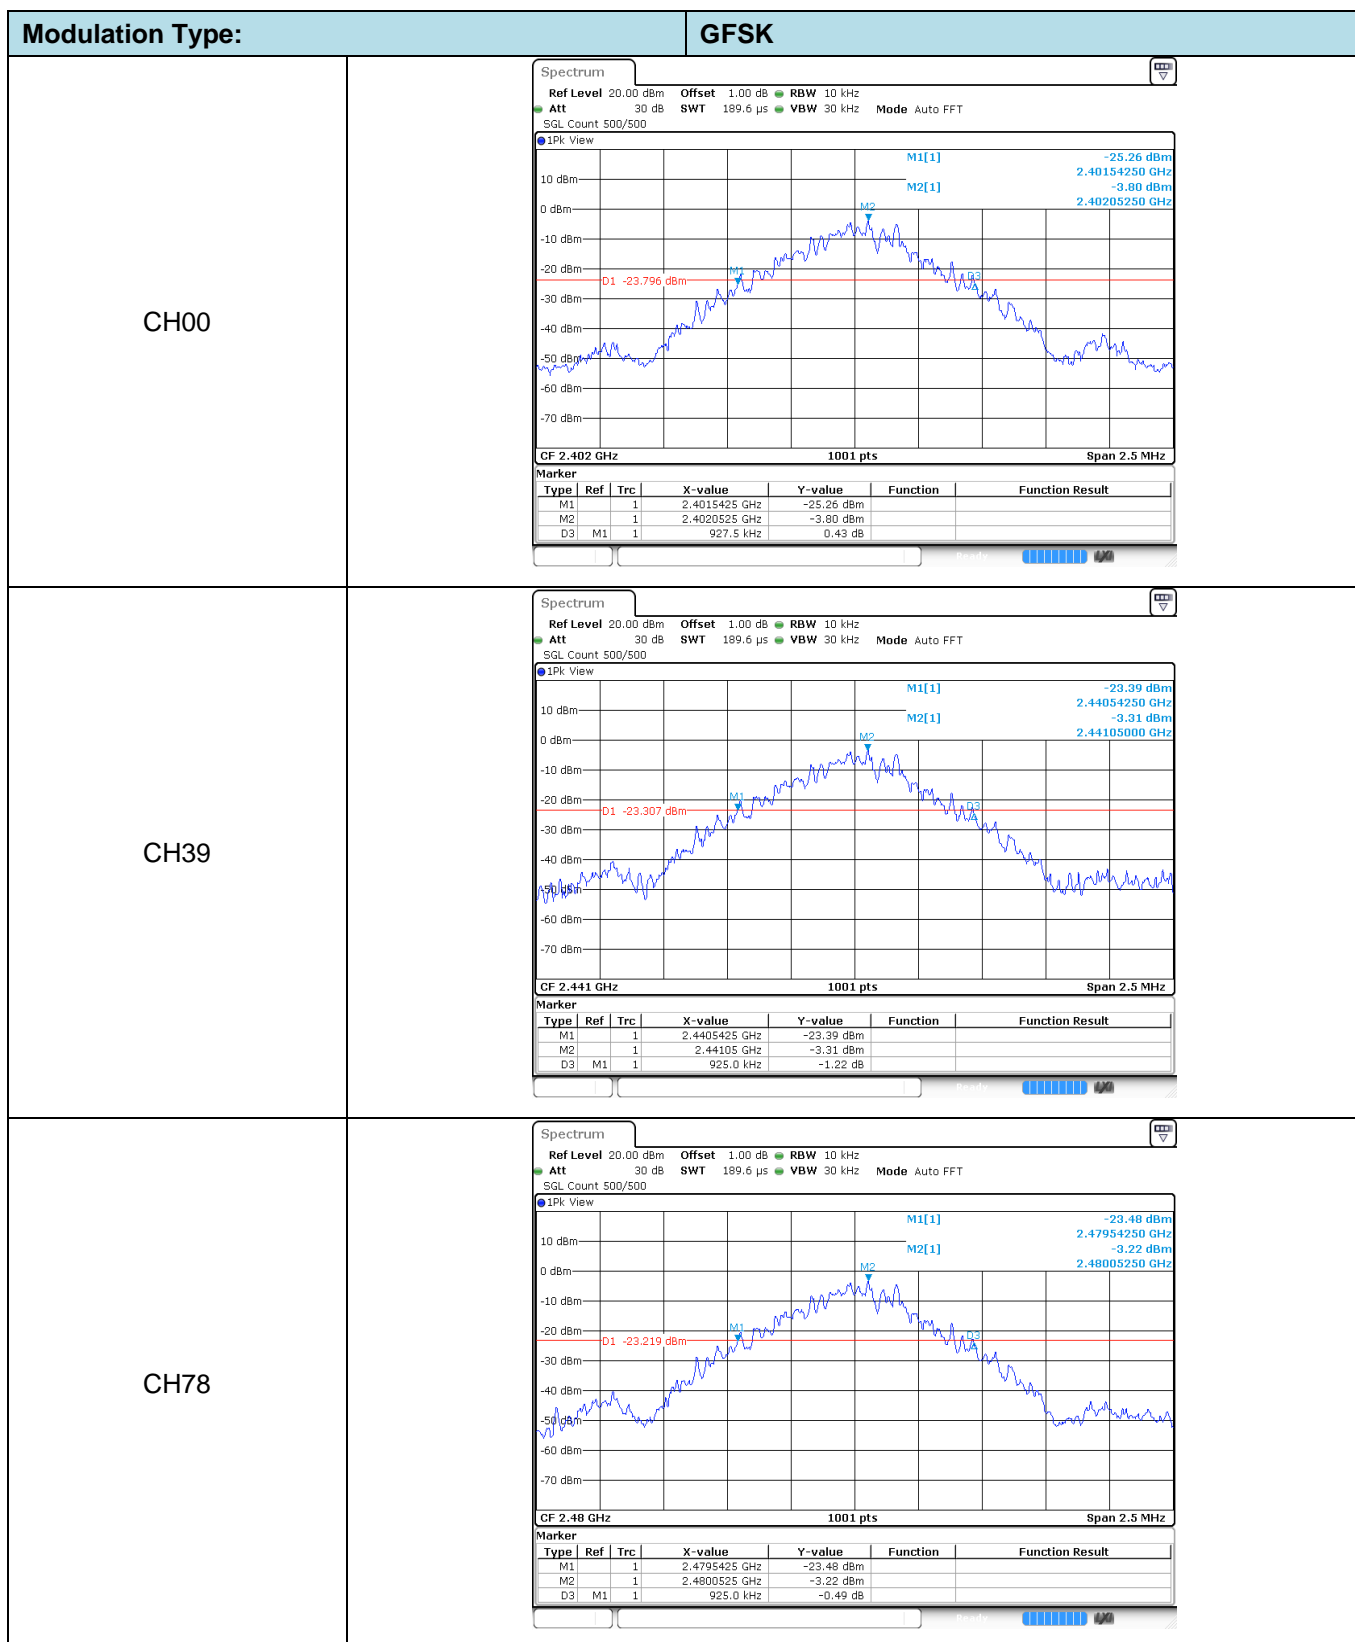 Modulation Type: GFSK
CH00
Spectrum
Ref Level 20.00 dBm Offset 1.00 dB RBW 10 kHz
Att 30 dB SWT 189.6 µs VBW 30 kHz Mode Auto FFT
SGL Count 500/500
1Pk View
M1[1] -25.26 dBm
2.40154250 GHz
10 dBm
M2[1] -3.80 dBm
2.40205250 GHz
0 dBm
M2
-10 dBm
-20 dBm
M1
D3
D1 -23.796 dBm
-30 dBm
-40 dBm
-50 dBm
-60 dBm
-70 dBm
CF 2.402 GHz 1001 pts Span 2.5 MHz
Marker
Type Ref Trc X-value Y-value Function Function Result
M1 1 2.4015425 GHz -25.26 dBm
M2 1 2.4020525 GHz -3.80 dBm
D3 M1 1 927.5 kHz 0.43 dB
Ready
CH39
Spectrum
Ref Level 20.00 dBm Offset 1.00 dB RBW 10 kHz
Att 30 dB SWT 189.6 µs VBW 30 kHz Mode Auto FFT
SGL Count 500/500
1Pk View
M1[1] -23.39 dBm
2.44054250 GHz
10 dBm
M2[1] -3.31 dBm
2.44105000 GHz
0 dBm
M2
-10 dBm
M1
-20 dBm
D3
D1 -23.307 dBm
-30 dBm
-40 dBm
-50 dBm
-60 dBm
-70 dBm
CF 2.441 GHz 1001 pts Span 2.5 MHz
Marker
Type Ref Trc X-value Y-value Function Function Result
M1 1 2.4405425 GHz -23.39 dBm
M2 1 2.44105 GHz -3.31 dBm
D3 M1 1 925.0 kHz -1.22 dB
Ready
CH78
Spectrum
Ref Level 20.00 dBm Offset 1.00 dB RBW 10 kHz
Att 30 dB SWT 189.6 µs VBW 30 kHz Mode Auto FFT
SGL Count 500/500
1Pk View
M1[1] -23.48 dBm
2.47954250 GHz
10 dBm
M2[1] -3.22 dBm
2.48005250 GHz
0 dBm
M2
-10 dBm
M1
-20 dBm
D3
D1 -23.219 dBm
-30 dBm
-40 dBm
-50 dBm
-60 dBm
-70 dBm
CF 2.48 GHz 1001 pts Span 2.5 MHz
Marker
Type Ref Trc X-value Y-value Function Function Result
M1 1 2.4795425 GHz -23.48 dBm
M2 1 2.4800525 GHz -3.22 dBm
D3 M1 1 925.0 kHz -0.49 dB
Ready